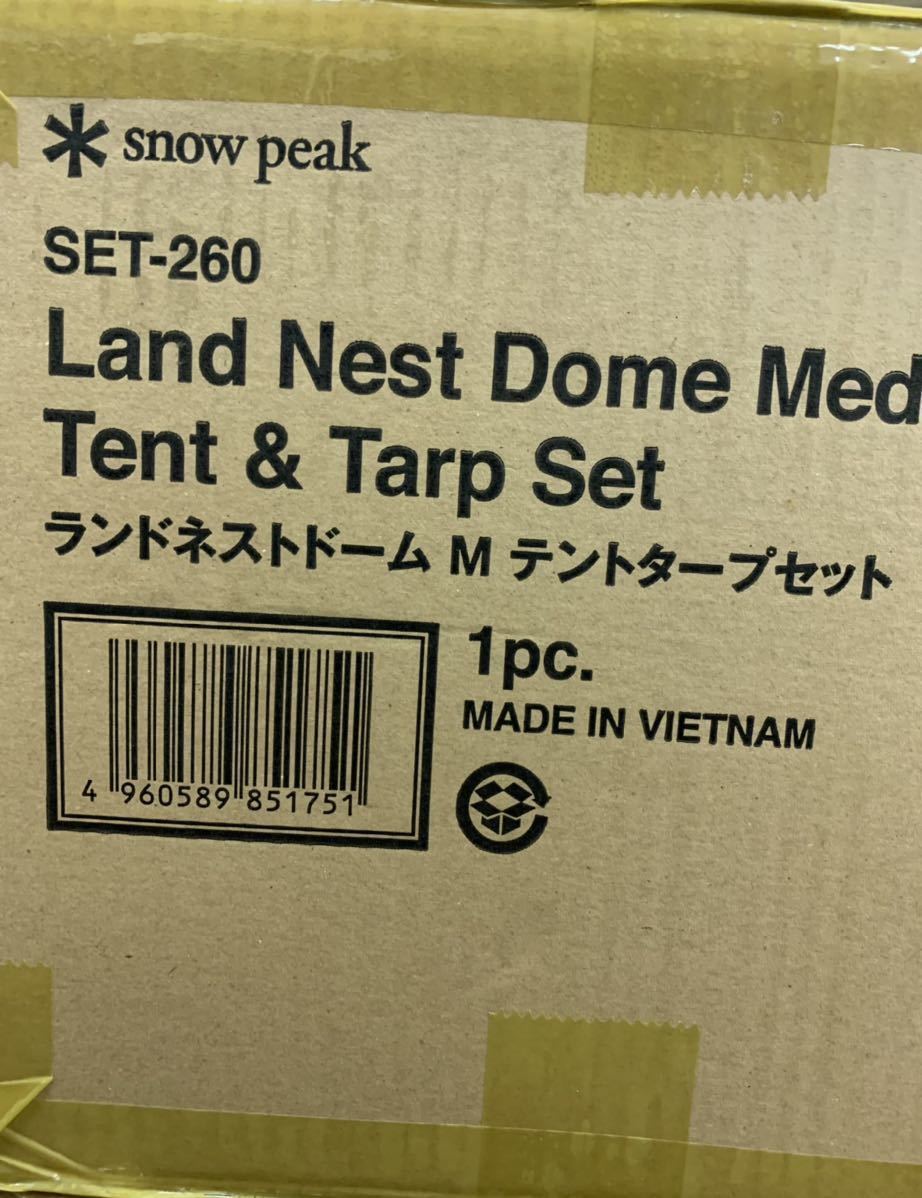 snow peak
SET-260
Land Nest Dome Med
Tent & Tarp Set
ランドネストドーム M テントタープセット
1pc.
MADE IN VIETNAM
4 960589 851751